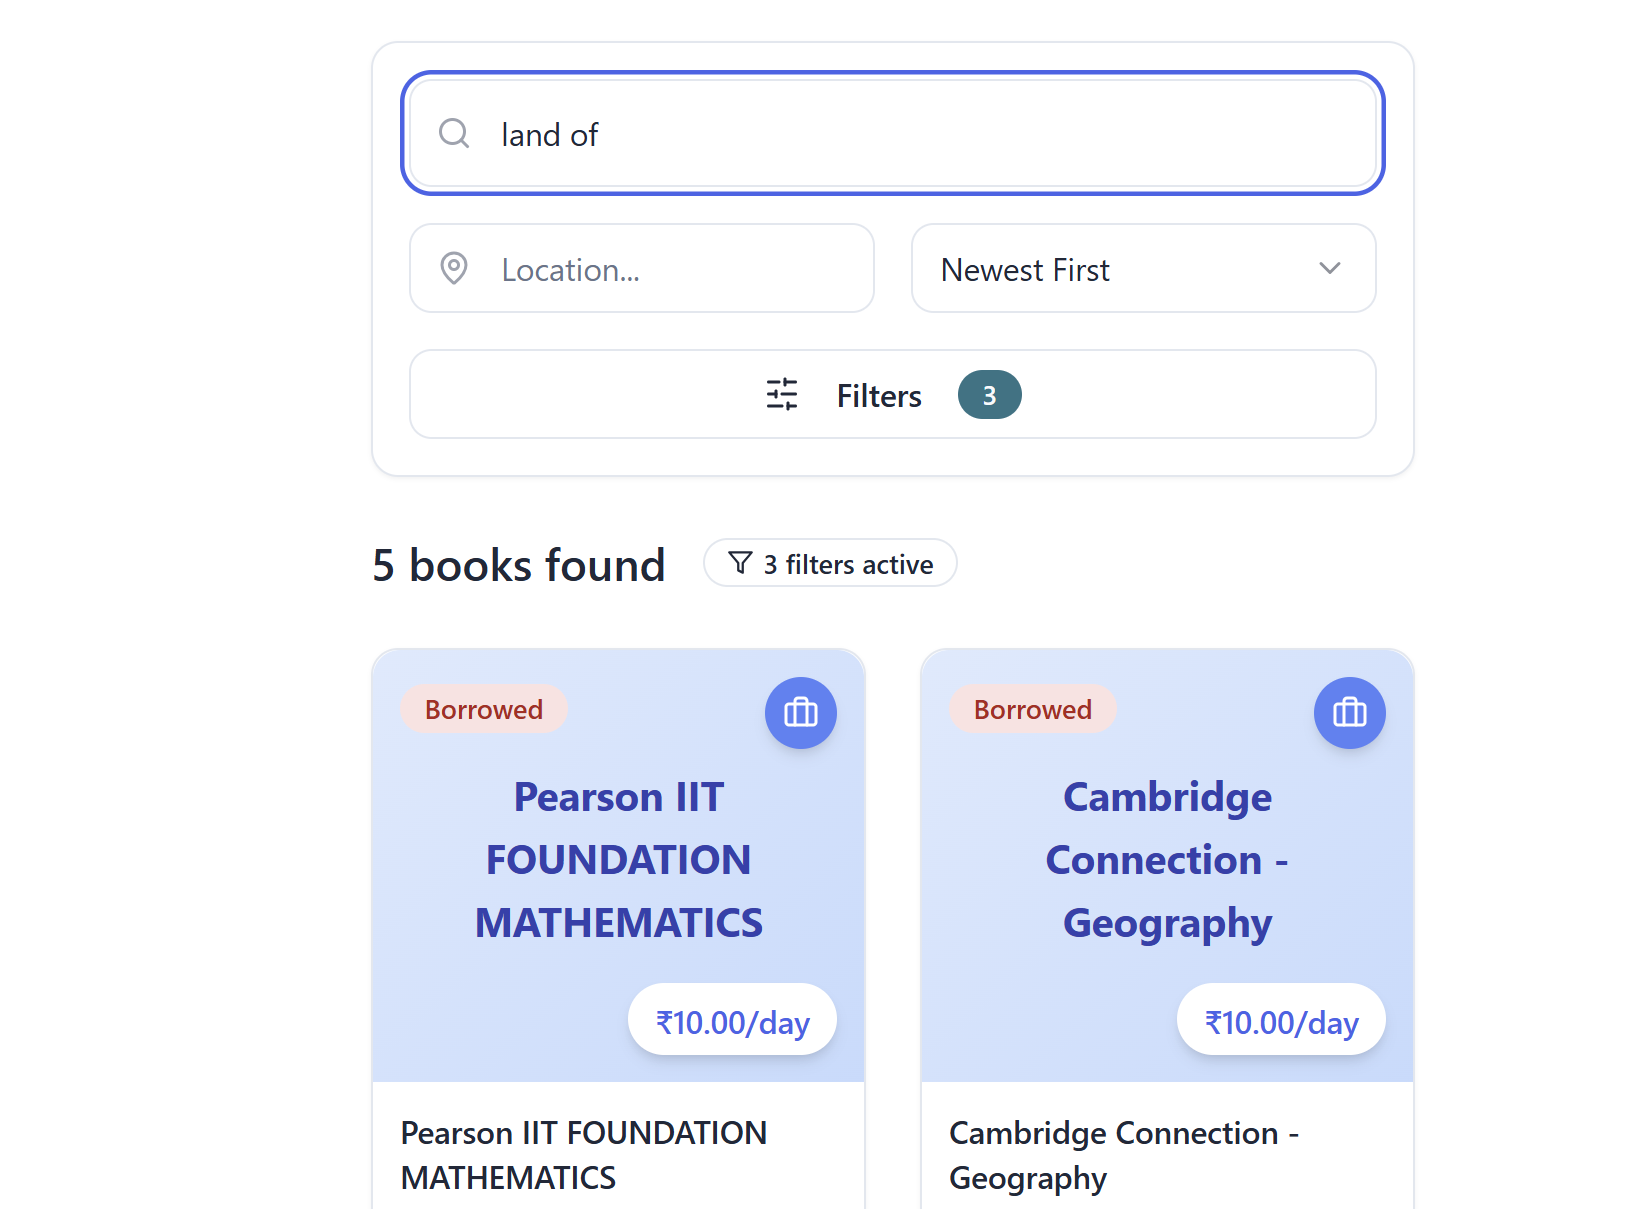 land of
Location...
Newest First
Filters 3
5 books found
3 filters active
Borrowed
Pearson IIT
FOUNDATION
MATHEMATICS
₹10.00/day
Pearson IIT FOUNDATION
MATHEMATICS
Borrowed
Cambridge
Connection -
Geography
₹10.00/day
Cambridge Connection -
Geography